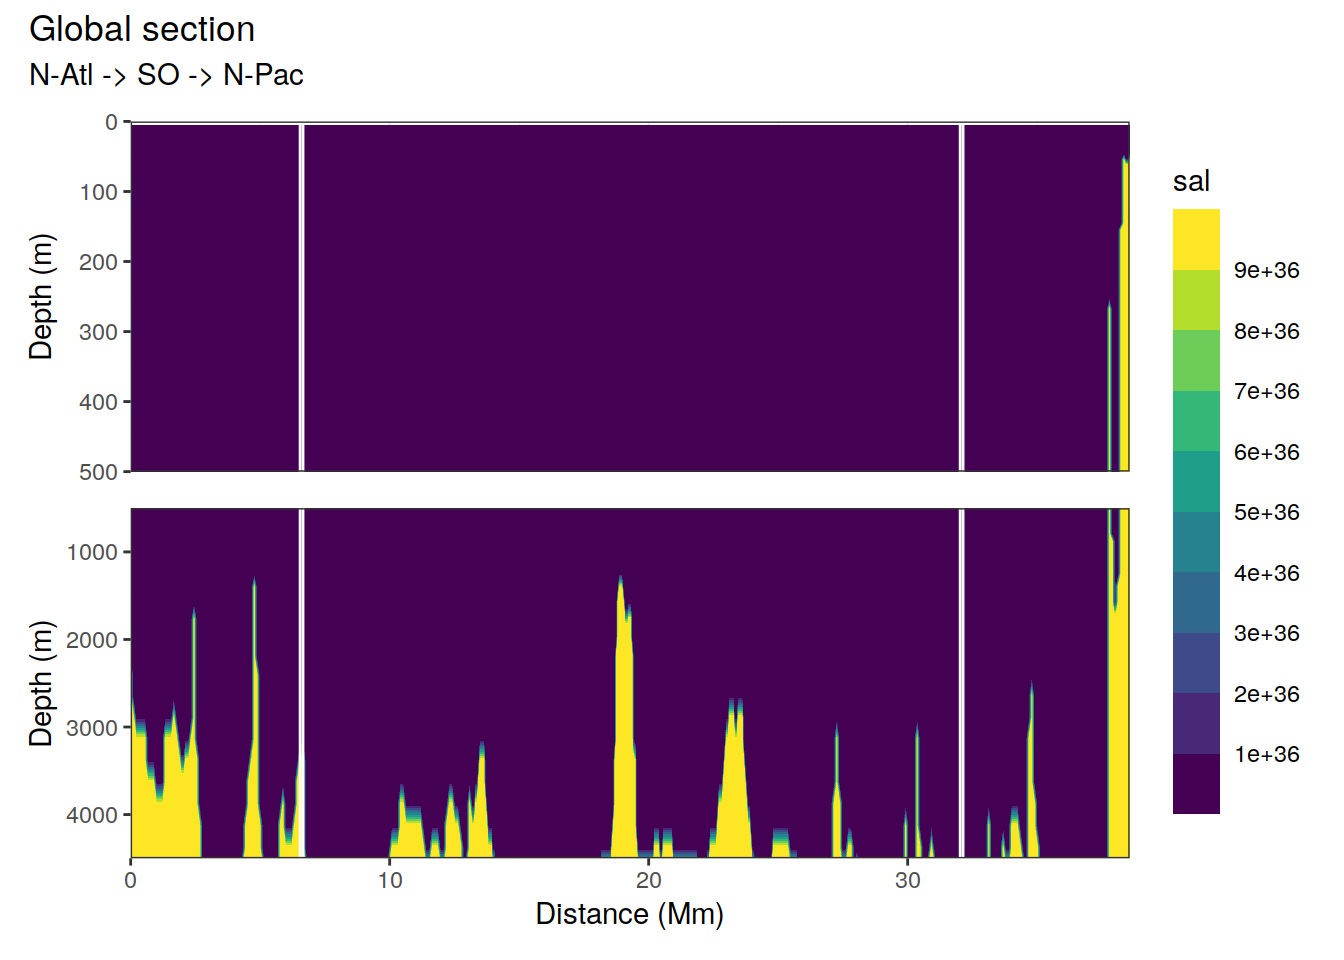 Global section
N-Atl -> SO -> N-Pac
0
100
200
300
400
500
Depth (m)
1000
2000
3000
4000
Depth (m)
0 10 20 30
Distance (Mm)
sal
9e+36
8e+36
7e+36
6e+36
5e+36
4e+36
3e+36
2e+36
1e+36